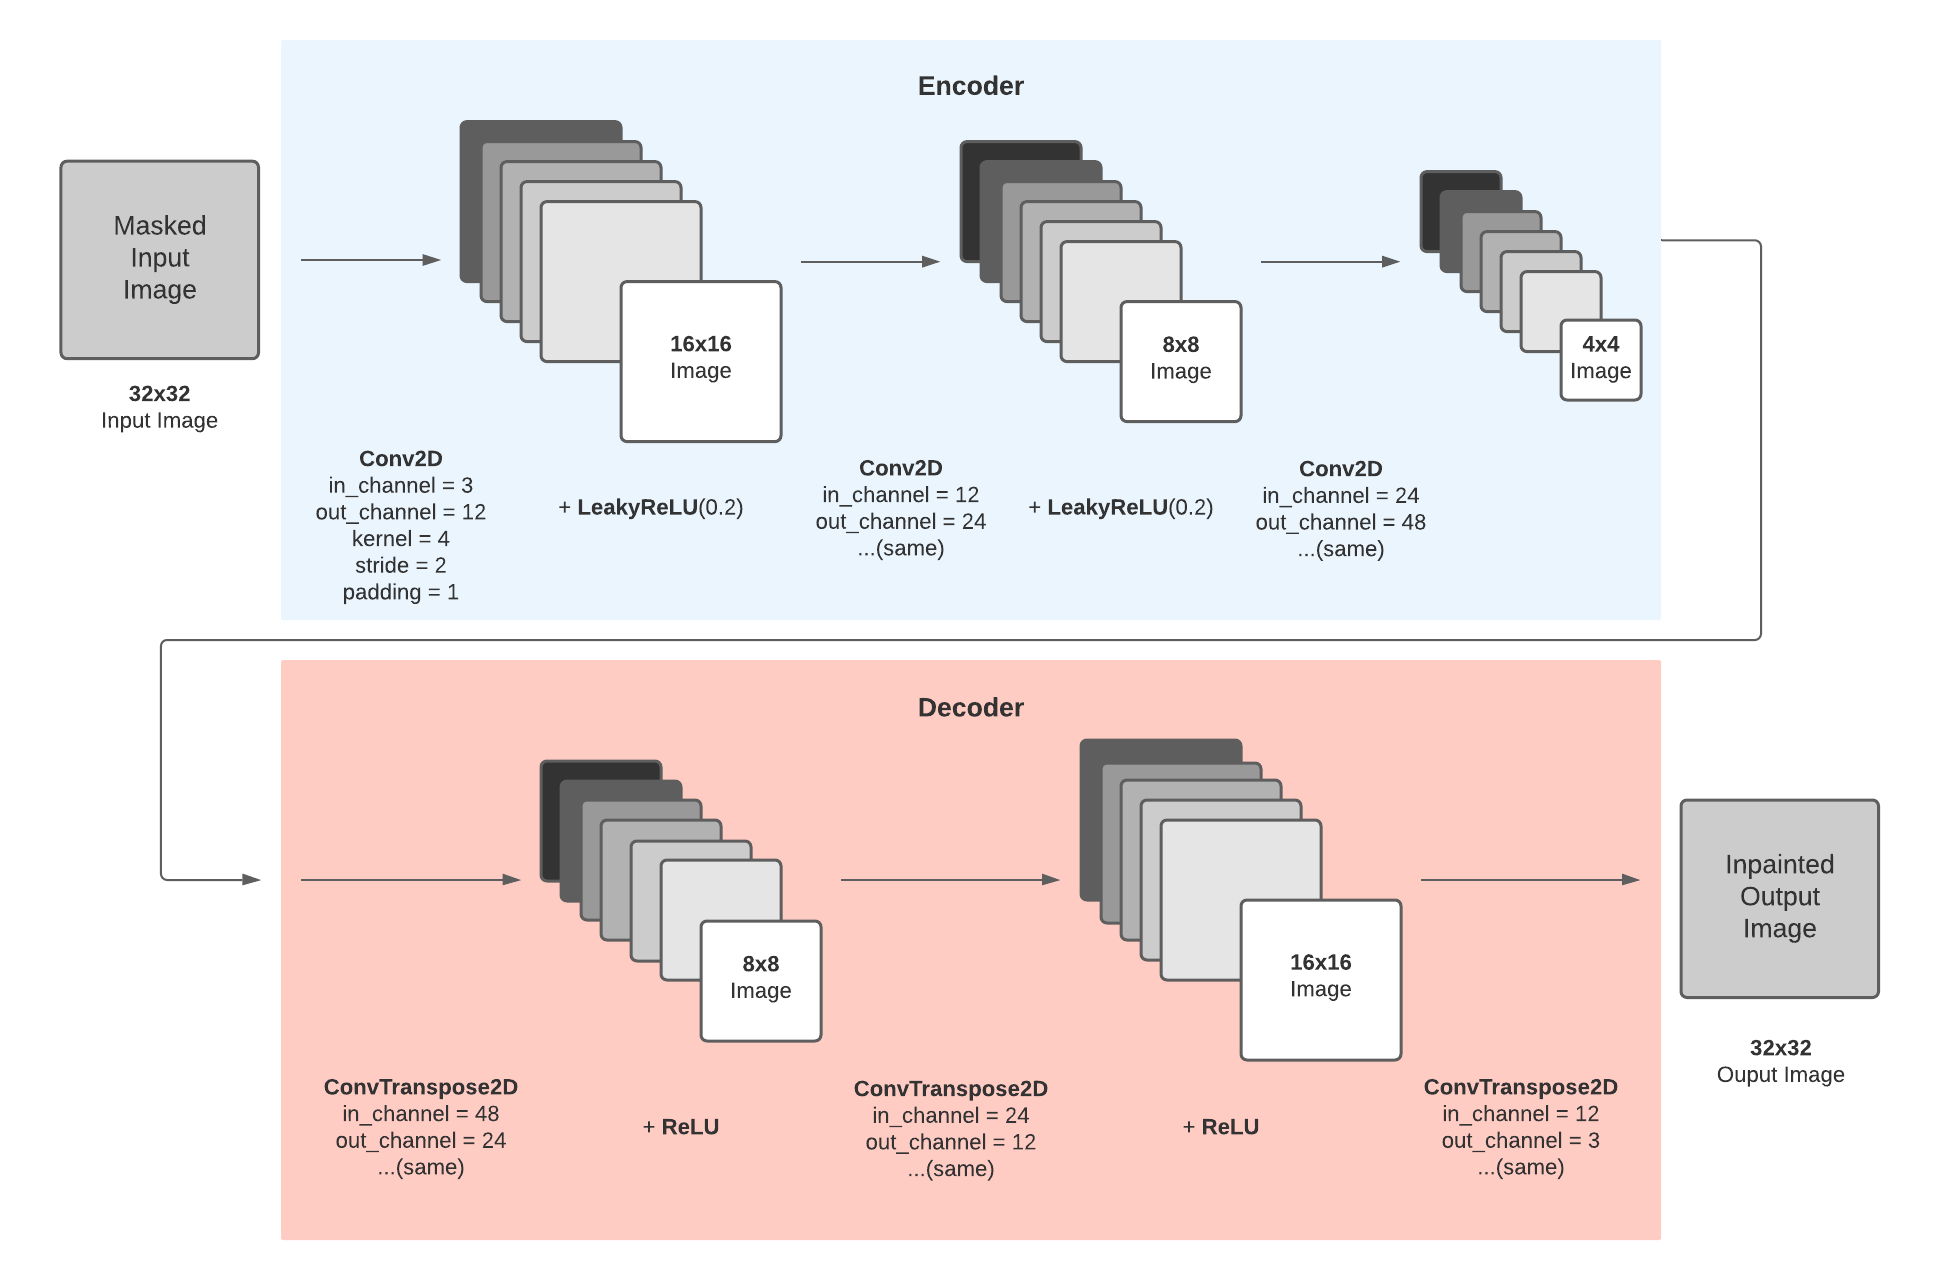 Encoder
Masked
Input
Image
32x32
Input Image
16x16
Image
8x8
Image
4x4
Image
Conv2D
in_channel = 3
out_channel = 12
kernel = 4
stride = 2
padding = 1
+ LeakyReLU(0.2)
Conv2D
in_channel = 12
out_channel = 24
...(same)
+ LeakyReLU(0.2)
Conv2D
in_channel = 24
out_channel = 48
...(same)
Decoder
8x8
Image
16x16
Image
Inpainted
Output
Image
32x32
Ouput Image
ConvTranspose2D
in_channel = 48
out_channel = 24
...(same)
+ ReLU
ConvTranspose2D
in_channel = 24
out_channel = 12
...(same)
+ ReLU
ConvTranspose2D
in_channel = 12
out_channel = 3
...(same)